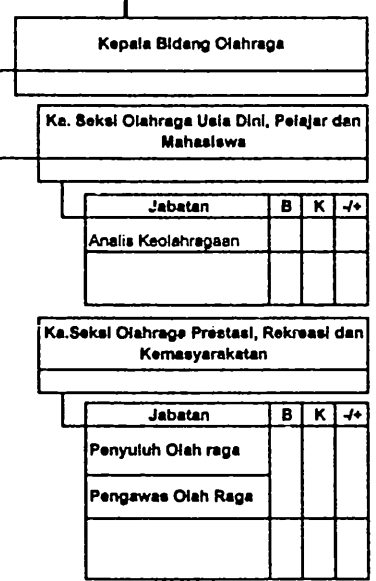 Kepala Bidang Olahraga
Ka. Seksi Olahraga Usia Dini, Pelajar dan
Mahasiswa
Jabatan B K -/+
Analis Keolahragaan
Ka.Seksi Olahraga Prestasi, Rekreasi dan
Kemasyarakatan
Jabatan B K -/+
Penyuluh Olah raga
Pengawas Olah Raga